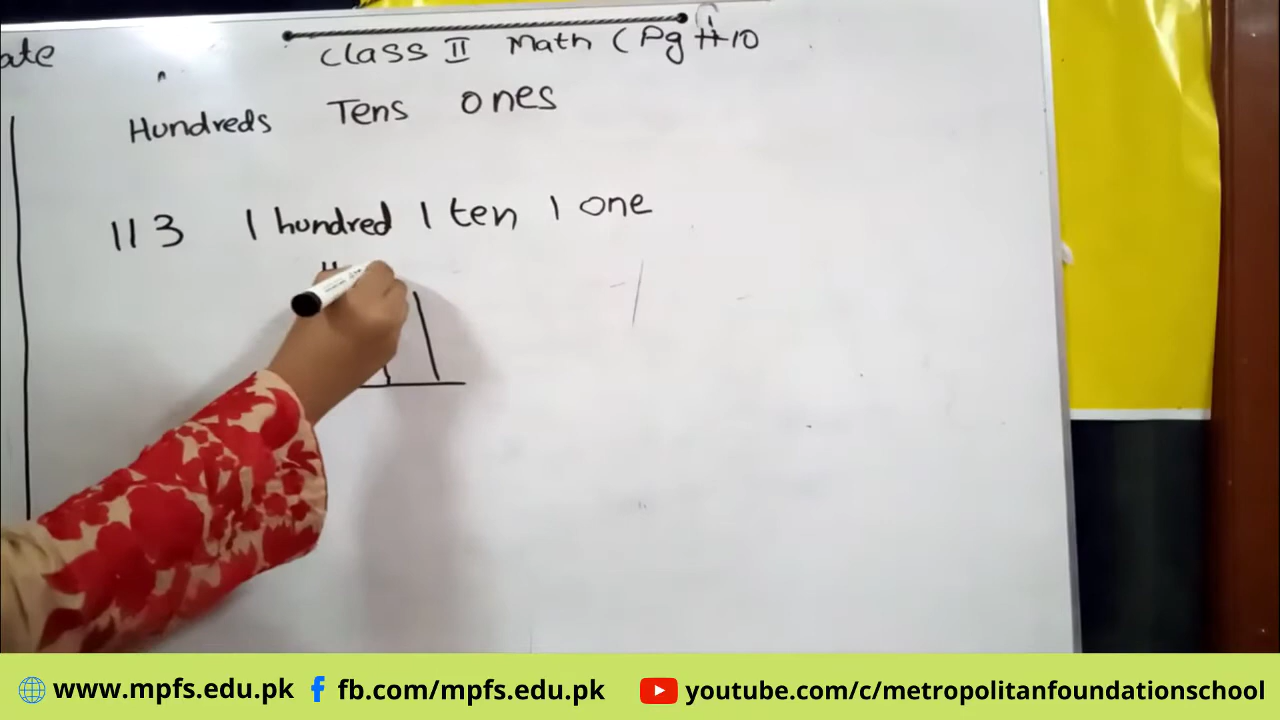 ate
Class II Math (Pg #10
Hundreds Tens ones
113 1 hundred 1 ten 1 one
H
www.mpfs.edu.pk fb.com/mpfs.edu.pk youtube.com/c/metropolitanfoundationschool